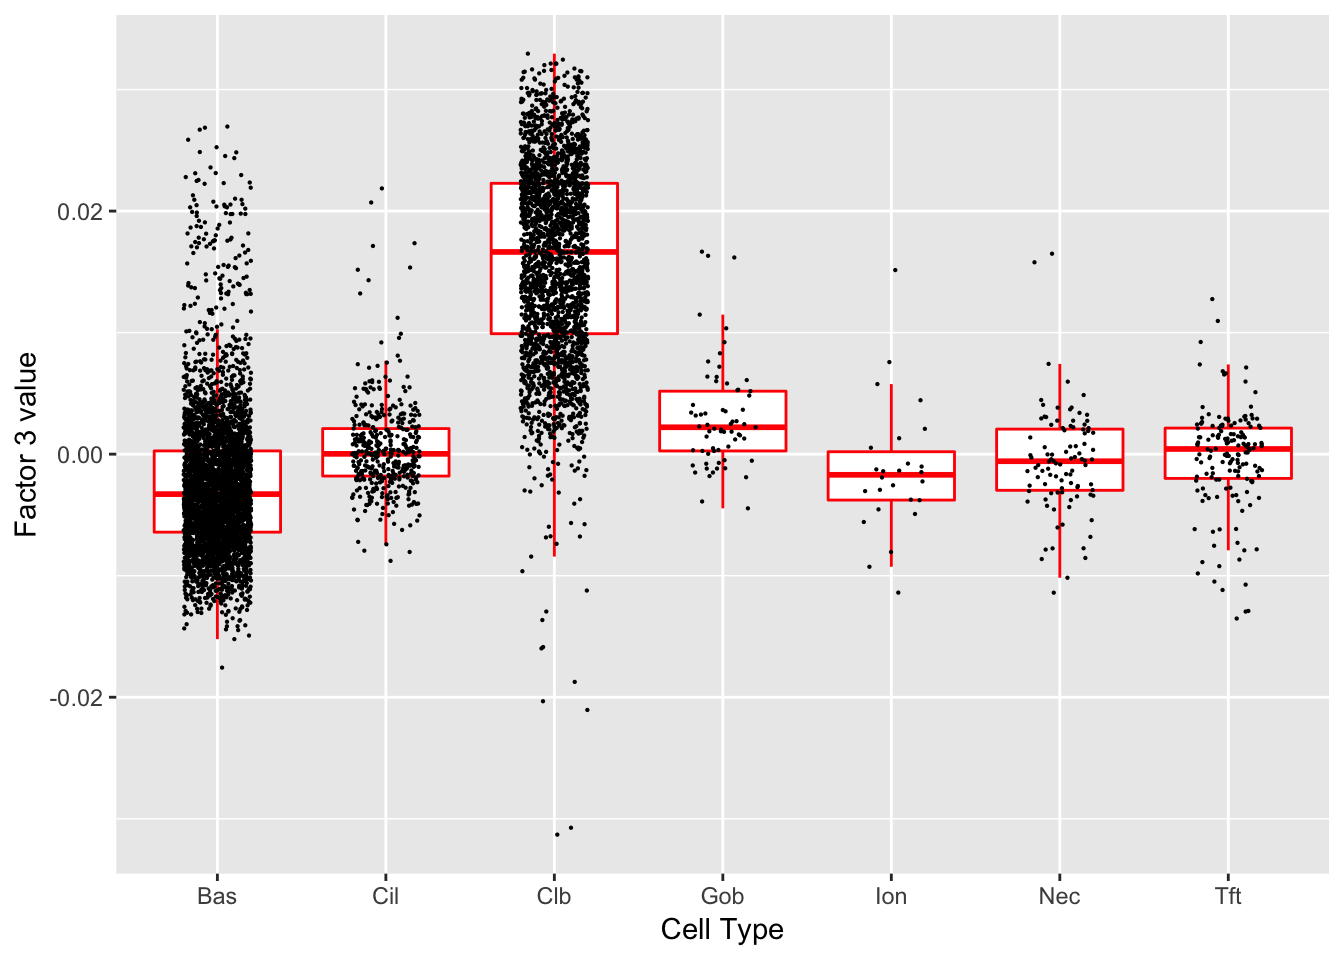 Factor 3 value
0.02
0.00
-0.02
Bas Cil Clb Gob Ion Nec Tft
Cell Type